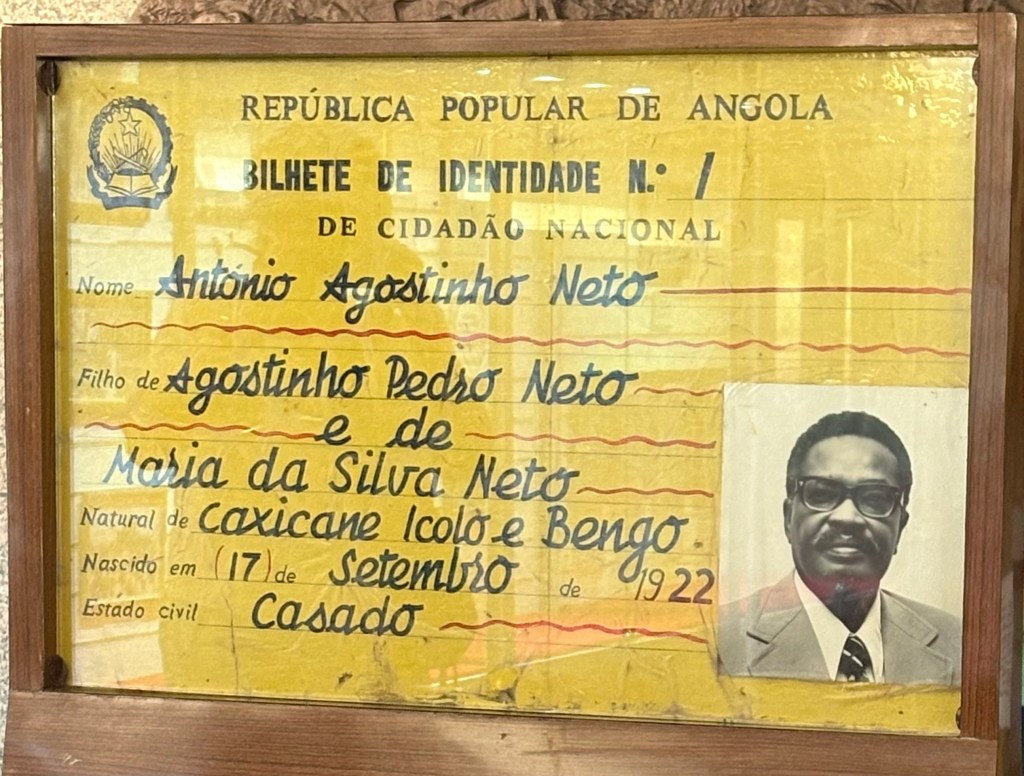 REPÚBLICA POPULAR DE ANGOLA
BILHETE DE IDENTIDADE N.º 1
DE CIDADÃO NACIONAL
Nome António Agostinho Neto
Filho de Agostinho Pedro Neto
e de
Maria da Silva Neto
Natural de Caxicane Icolo e Bengo
Nascido em (17) de Setembro de 1922
Estado civil Casado